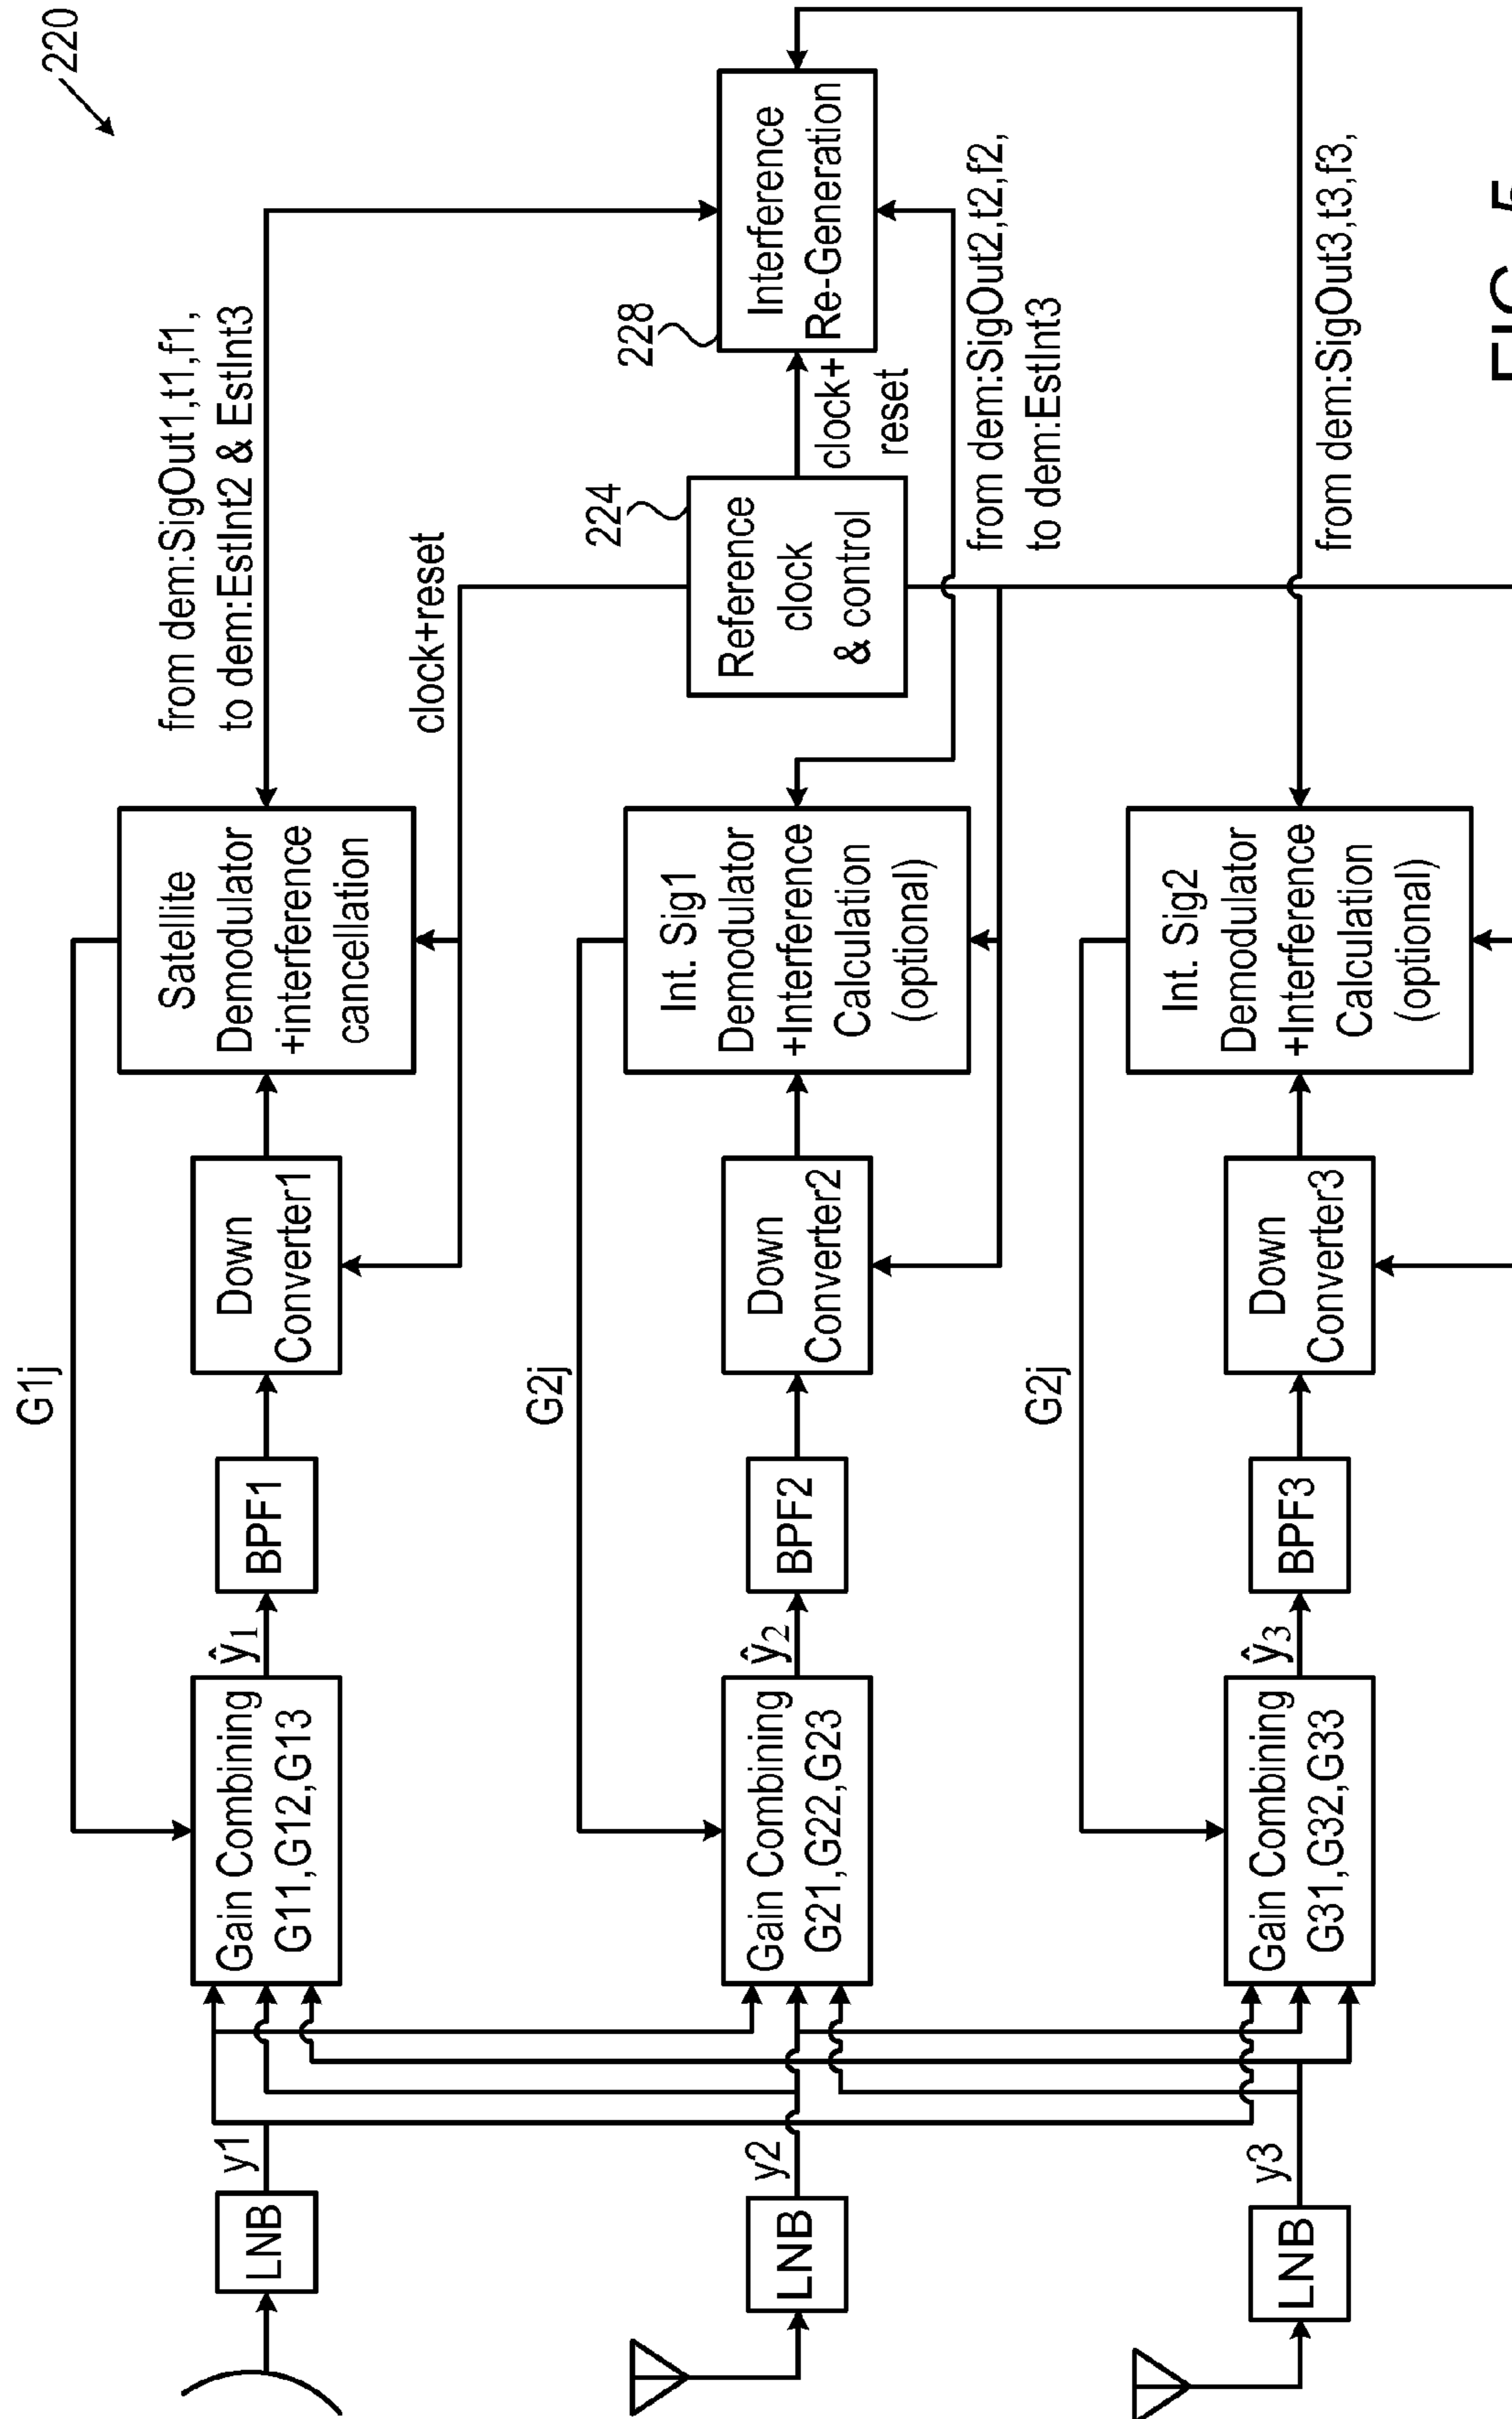 220
G1j
from dem:SigOut1,t1,f1,
to dem:EstInt2 & EstInt3
LNB
y1
Gain Combining
G11,G12,G13
ŷ1
BPF1
Down
Converter1
Satellite
Demodulator
+interference
cancellation
clock+reset
G2j
LNB
y2
Gain Combining
G21,G22,G23
ŷ2
BPF2
Down
Converter2
Int. Sig1
Demodulator
+Interference
Calculation
(optional)
224
Reference
clock
& control
clock+
reset
228
Interference
Re-Generation
from dem:SigOut2,t2,f2,
to dem:EstInt3
G2j
LNB
y3
Gain Combining
G31,G32,G33
ŷ3
BPF3
Down
Converter3
Int. Sig2
Demodulator
+Interference
Calculation
(optional)
from dem:SigOut3,t3,f3,